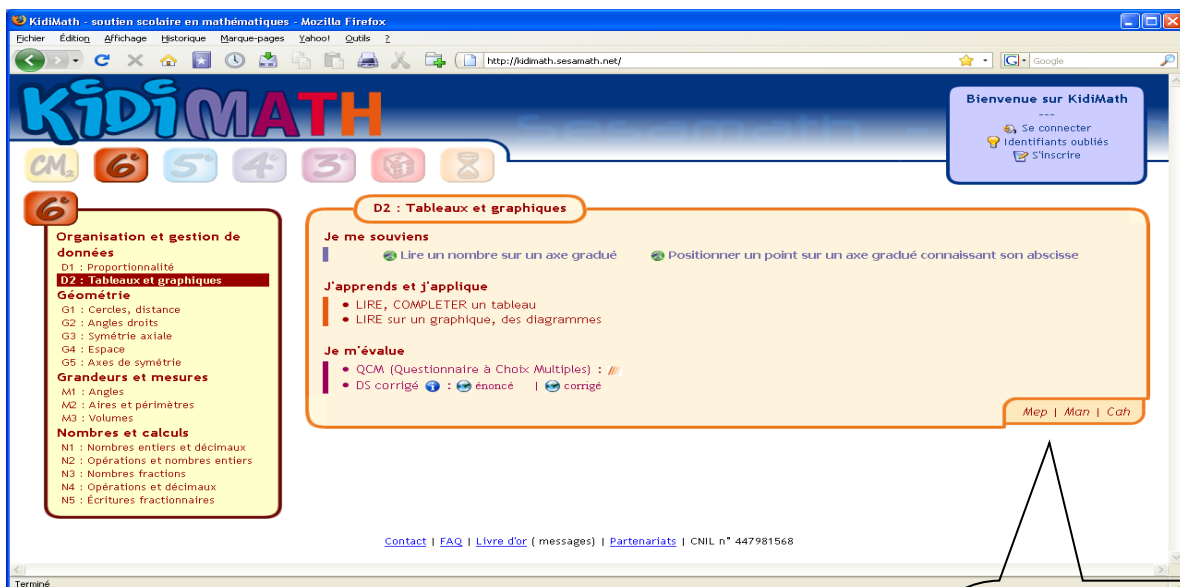 KidiMath - soutien scolaire en mathématiques - Mozilla Firefox
Fichier Édition Affichage Historique Marque-pages Yahoo! Outils ?
http://kidimath.sesamath.net/
G Google
KiDiMATH
Sesamath
Bienvenue sur KidiMath
---
Se connecter
Identifiants oubliés
S'inscrire
CM2 6e 5e 4e 3e
6e
Organisation et gestion de
données
D1 : Proportionnalité
D2 : Tableaux et graphiques
Géométrie
G1 : Cercles, distance
G2 : Angles droits
G3 : Symétrie axiale
G4 : Espace
G5 : Axes de symétrie
Grandeurs et mesures
M1 : Angles
M2 : Aires et périmètres
M3 : Volumes
Nombres et calculs
N1 : Nombres entiers et décimaux
N2 : Opérations et nombres entiers
N3 : Nombres fractions
N4 : Opérations et décimaux
N5 : Écritures fractionnaires
D2 : Tableaux et graphiques
Je me souviens
Lire un nombre sur un axe gradué Positionner un point sur un axe gradué connaissant son abscisse
J'apprends et j'applique
• LIRE, COMPLETER un tableau
• LIRE sur un graphique, des diagrammes
Je m'évalue
• QCM (Questionnaire à Choix Multiples) :
• DS corrigé : énoncé | corrigé
Mep | Man | Cah
Contact | FAQ | Livre d'or ( messages) | Partenariats | CNIL n° 447981568
Terminé